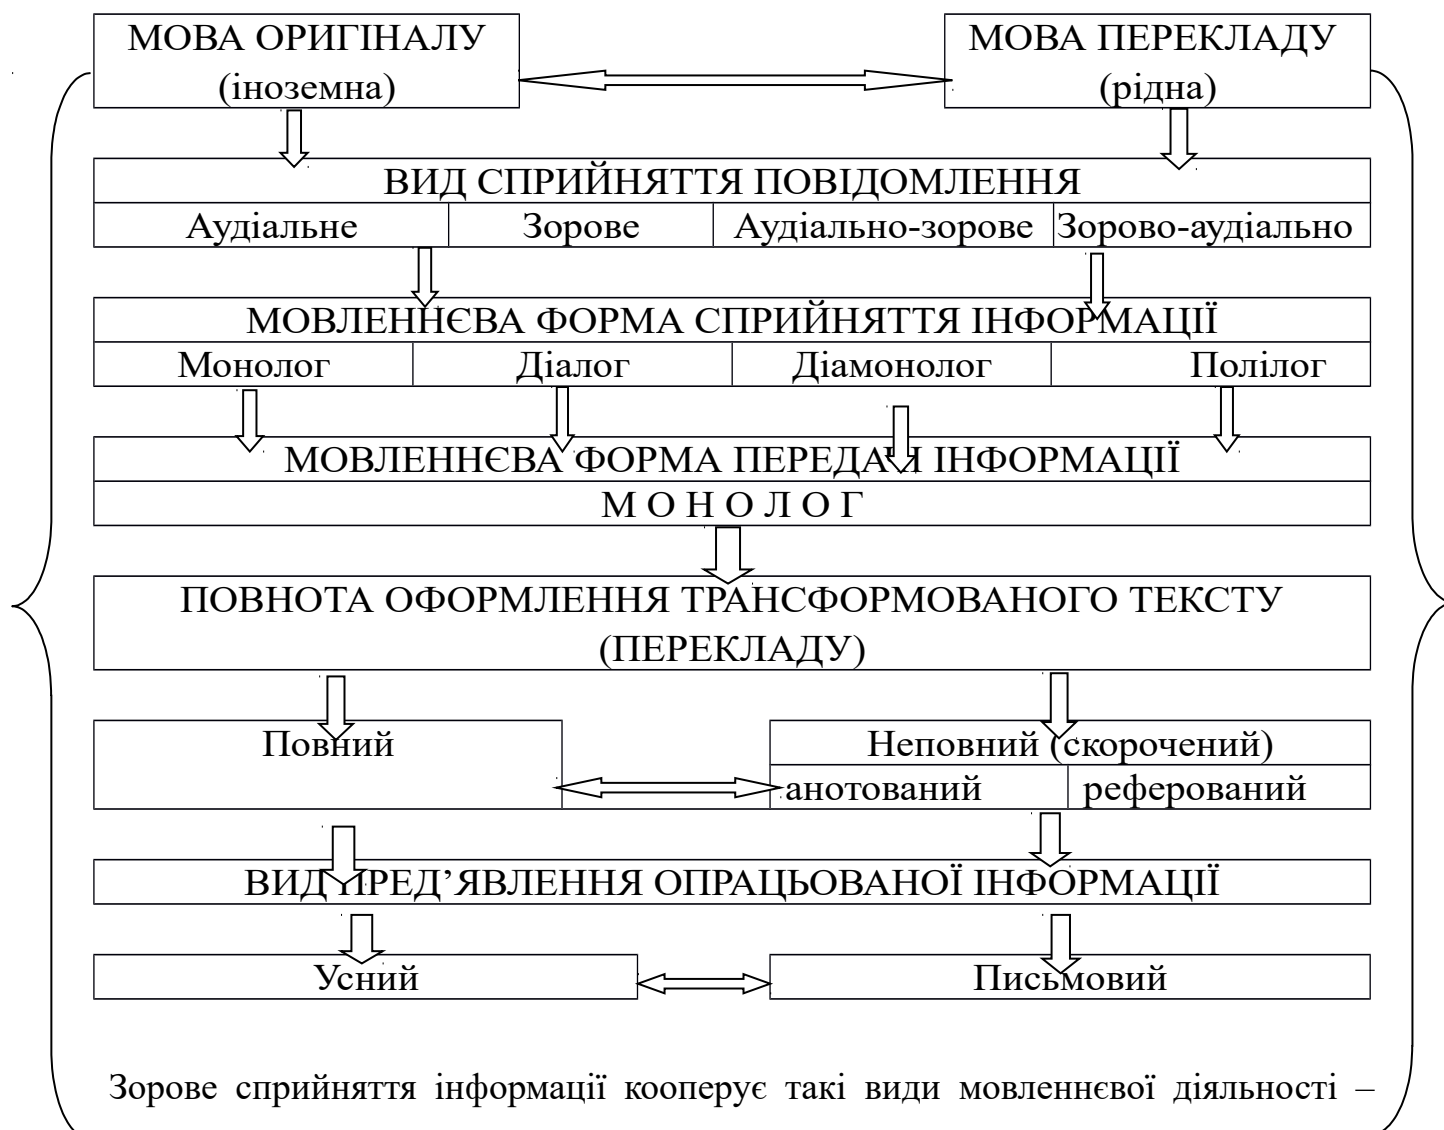 МОВА ОРИГІНАЛУ
(іноземна)
МОВА ПЕРЕКЛАДУ
(рідна)
ВИД СПРИЙНЯТТЯ ПОВІДОМЛЕННЯ
Аудіальне Зорове Аудіально-зорове Зорово-аудіально
МОВЛЕННЄВА ФОРМА СПРИЙНЯТТЯ ІНФОРМАЦІЇ
Монолог Діалог Діамонолог Полілог
МОВЛЕННЄВА ФОРМА ПЕРЕДАЧІ ІНФОРМАЦІЇ
М О Н О Л О Г
ПОВНОТА ОФОРМЛЕННЯ ТРАНСФОРМОВАНОГО ТЕКСТУ
(ПЕРЕКЛАДУ)
Повний
Неповний (скорочений)
анотований реферований
ВИД ПРЕД’ЯВЛЕННЯ ОПРАЦЬОВАНОЇ ІНФОРМАЦІЇ
Усний Письмовий
Зорове сприйняття інформації кооперує такі види мовленнєвої діяльності –